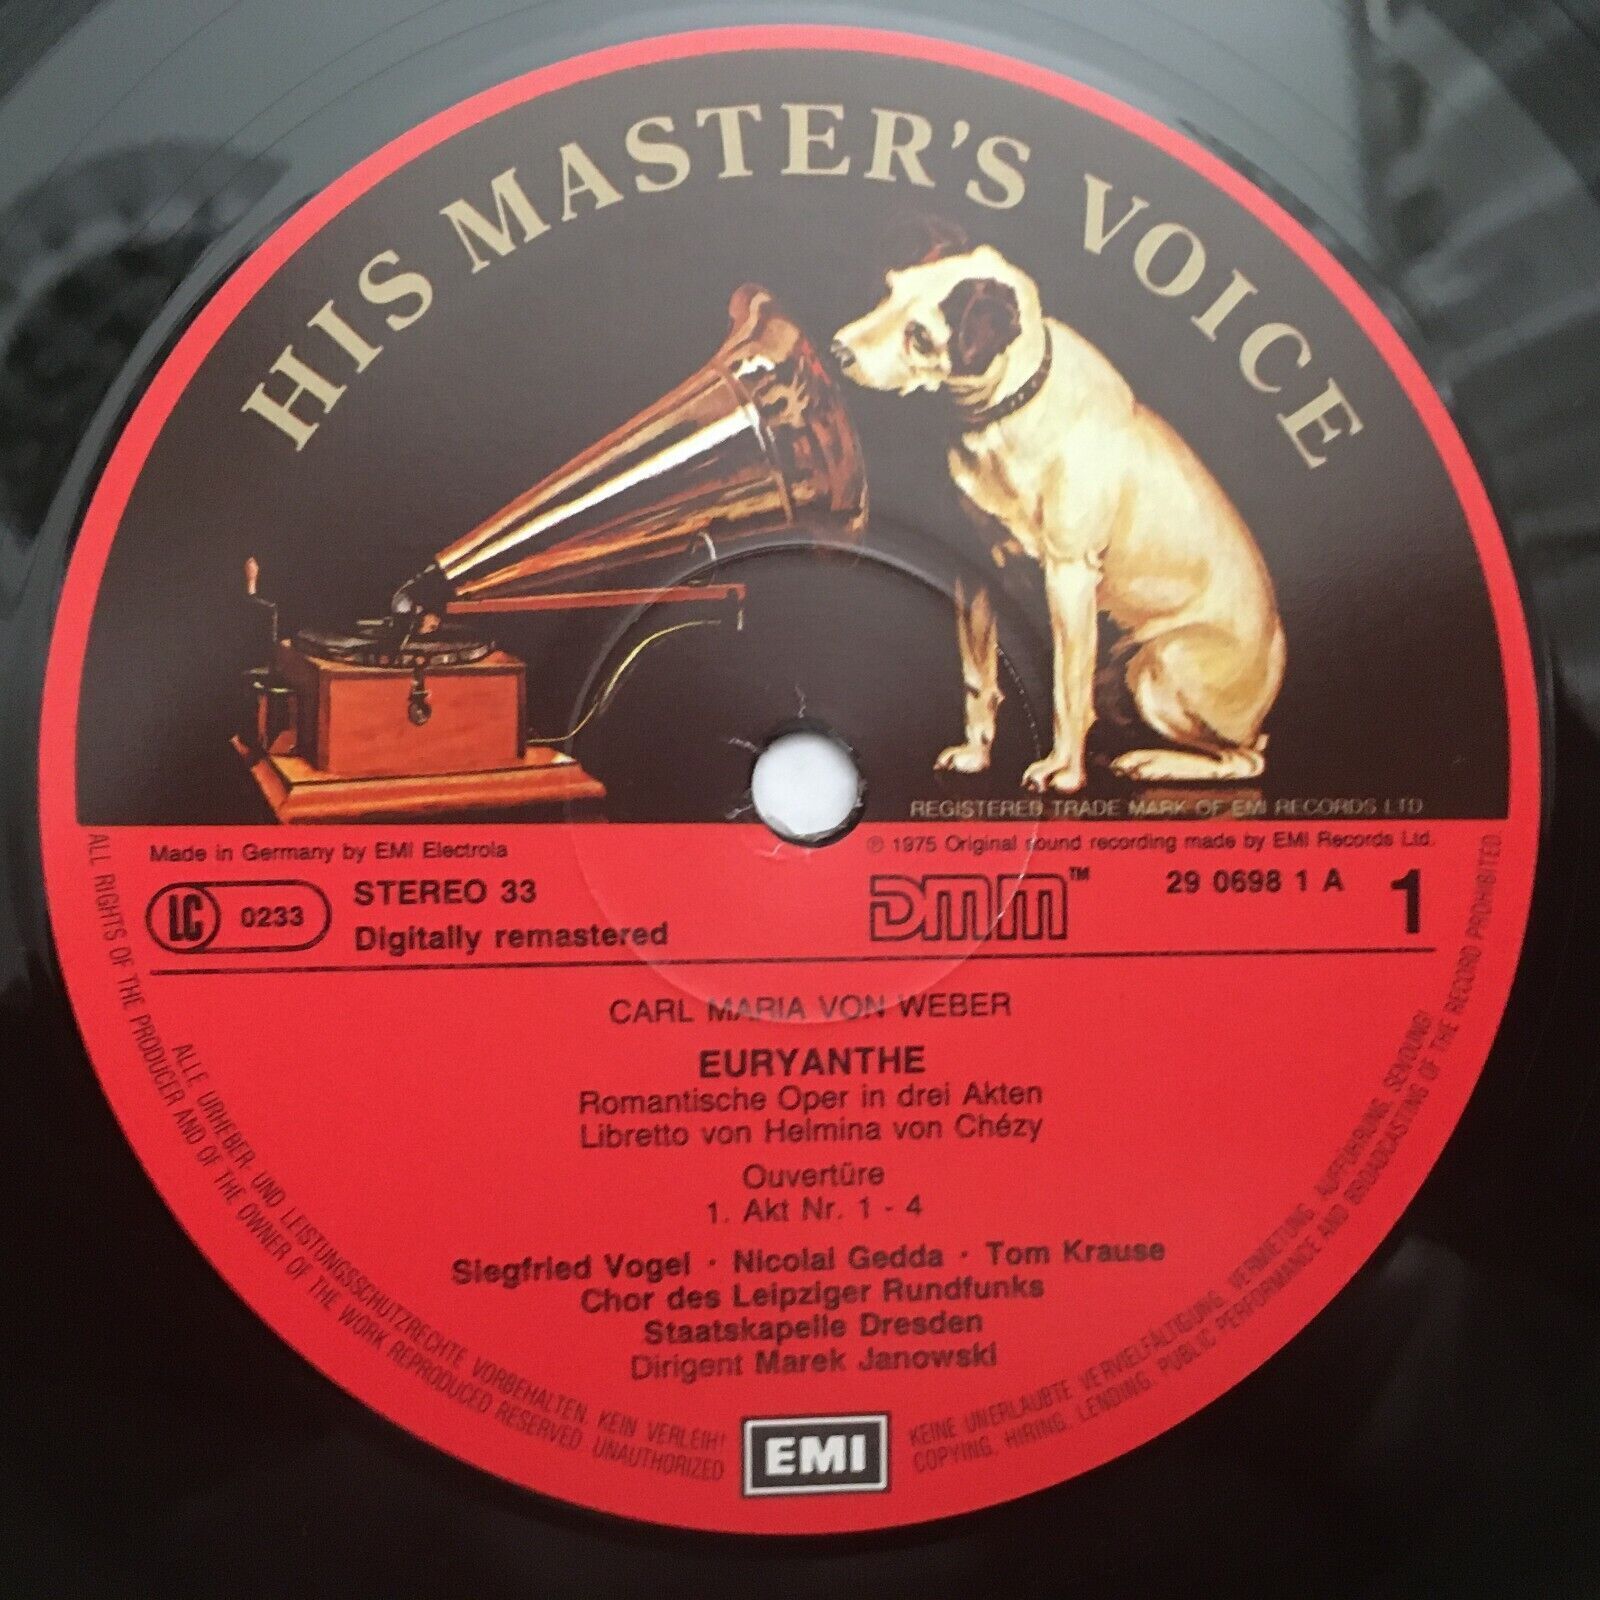 HIS MASTER'S VOICE
REGISTERED TRADE MARK OF EMI RECORDS LTD
Made in Germany by EMI Electrola
℗ 1975 Original sound recording made by EMI Records Ltd.
LC 0233
STEREO 33
Digitally remastered
DMM™
29 0698 1 A
1
CARL MARIA VON WEBER
EURYANTHE
Romantische Oper in drei Akten
Libretto von Helmina von Chézy
Ouvertüre
1. Akt Nr. 1 - 4
Siegfried Vogel · Nicolai Gedda · Tom Krause
Chor des Leipziger Rundfunks
Staatskapelle Dresden
Dirigent Marek Janowski
EMI
ALLE URHEBER- UND LEISTUNGSSCHUTZRECHTE VORBEHALTEN. KEIN VERLEIH! KEINE UNERLAUBTE VERVIELFÄLTIGUNG, VERMIETUNG, AUFFÜHRUNG, SENDUNG!
ALL RIGHTS OF THE PRODUCER AND OF THE OWNER OF THE WORK REPRODUCED RESERVED UNAUTHORIZED COPYING, HIRING, LENDING, PUBLIC PERFORMANCE AND BROADCASTING OF THE RECORD PROHIBITED.